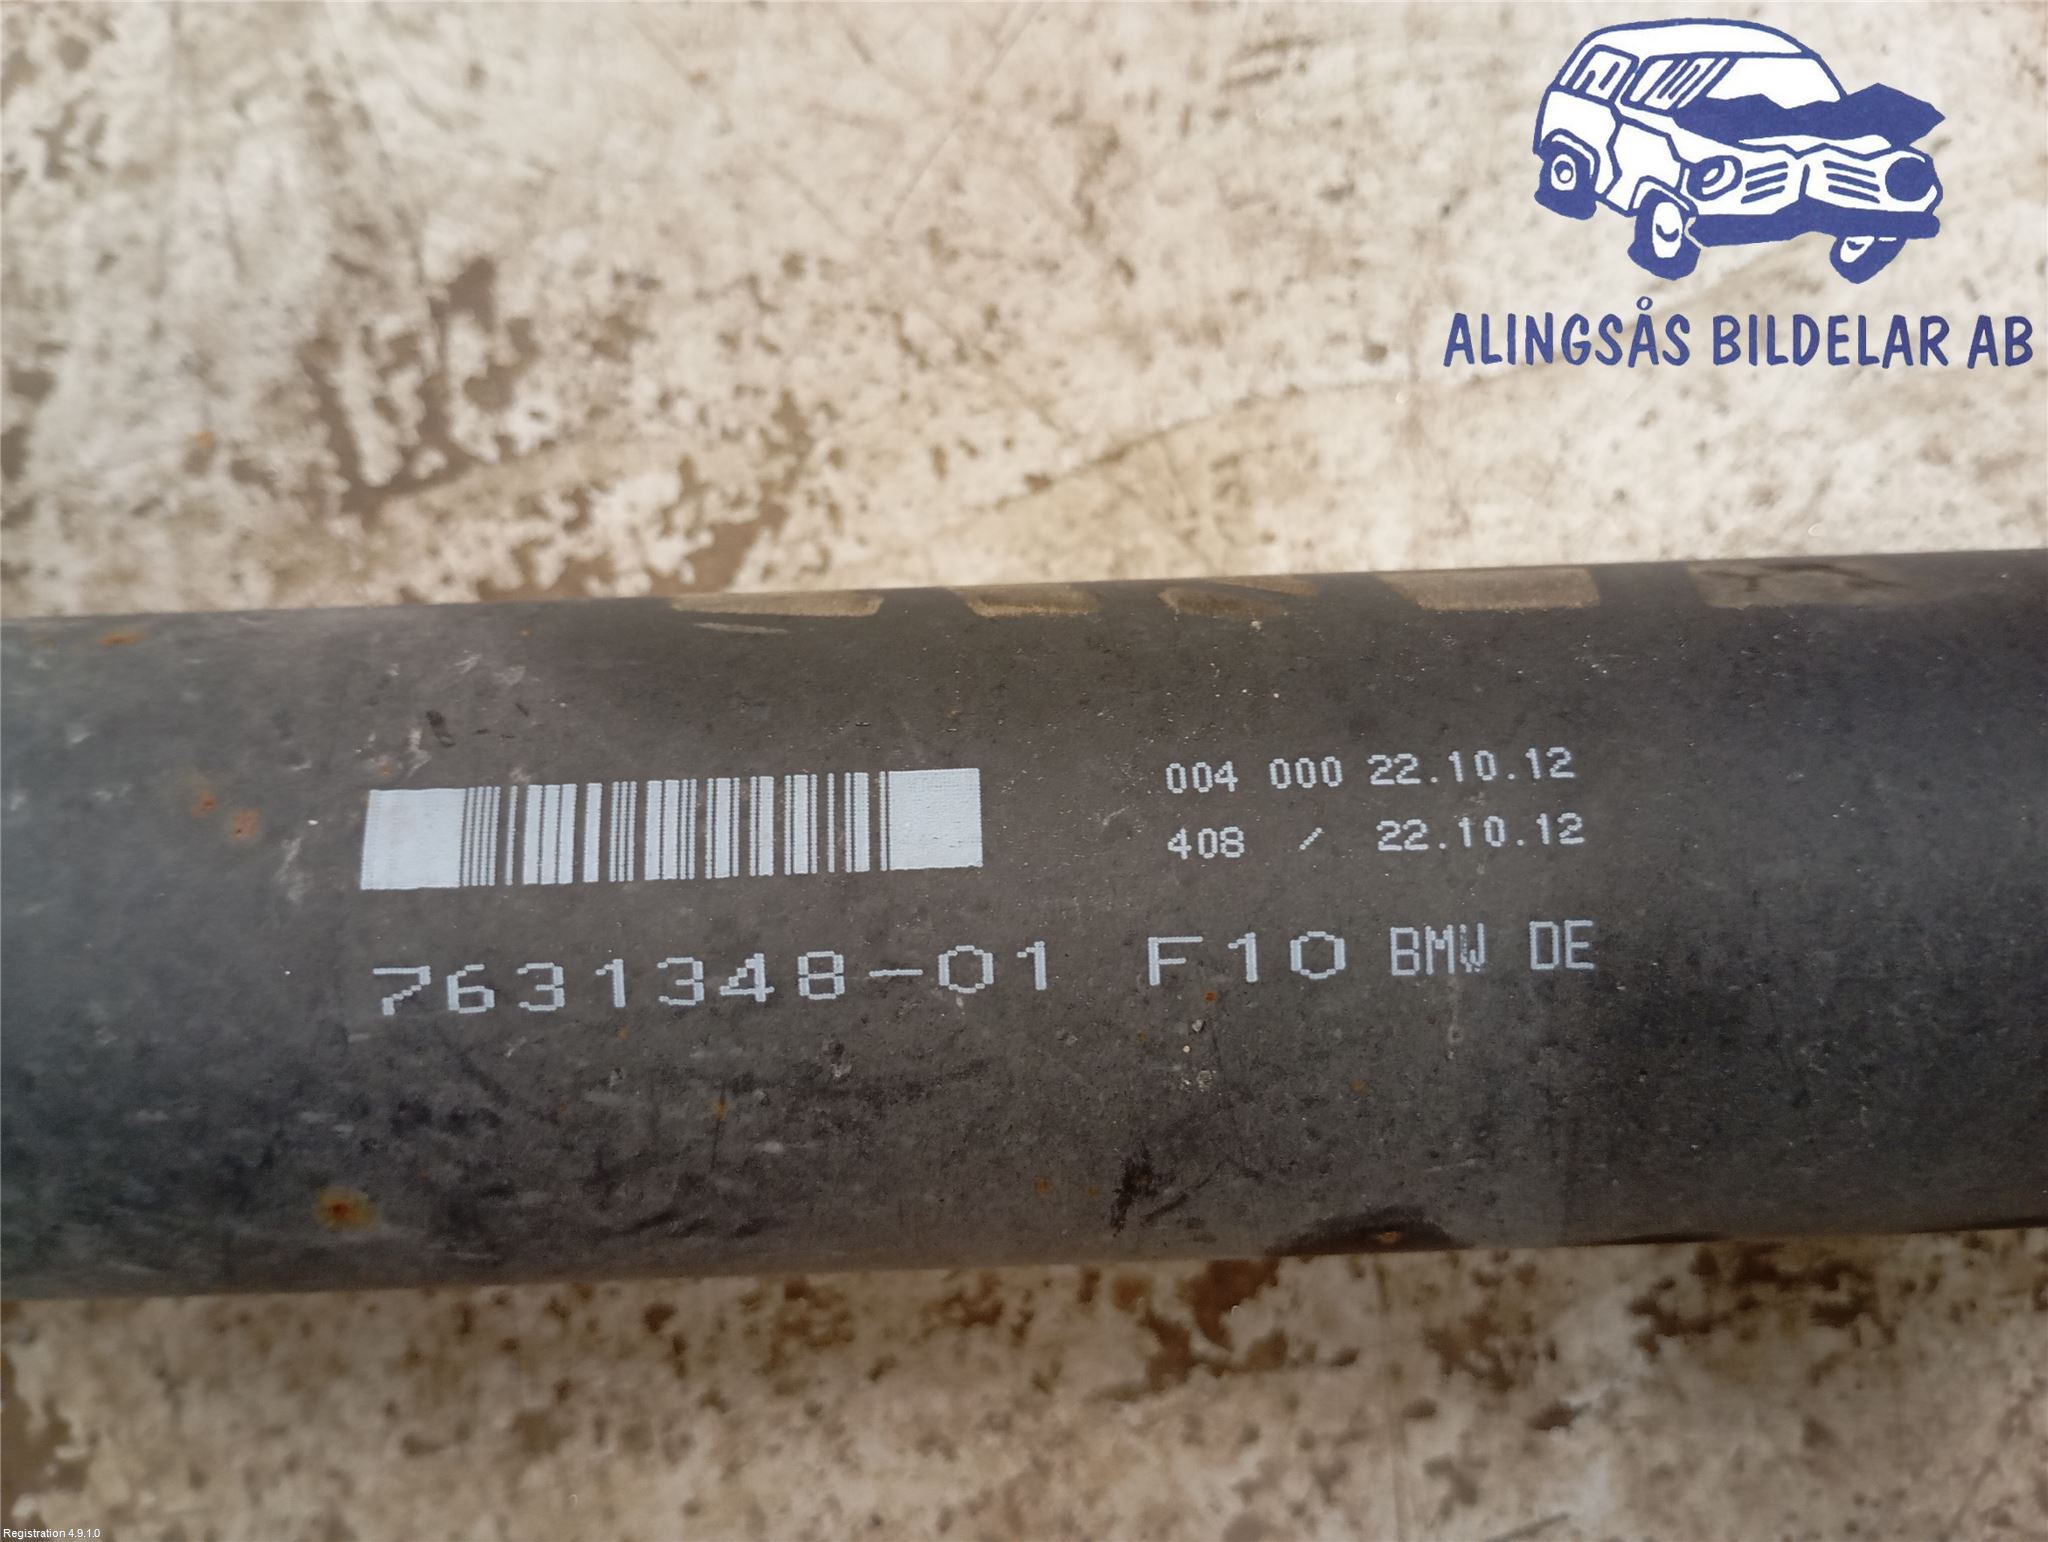 ALINGSÅS BILDELAR AB
004 000 22.10.12
408 / 22.10.12
7631348-01 F10 BMW DE
Registration 4.9.1.0